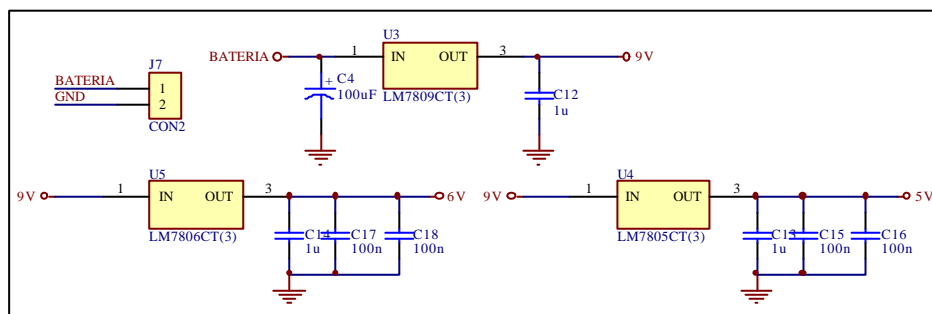 U3
BATERIA 1 IN OUT 3 9V
C4
+
100uF
LM7809CT(3)
C12
1u
J7
BATERIA 1
GND 2
CON2
U5
9V 1 IN OUT 3 6V
LM7806CT(3)
C14 C17 C18
1u 100n 100n
U4
9V 1 IN OUT 3 5V
LM7805CT(3)
C13 C15 C16
1u 100n 100n